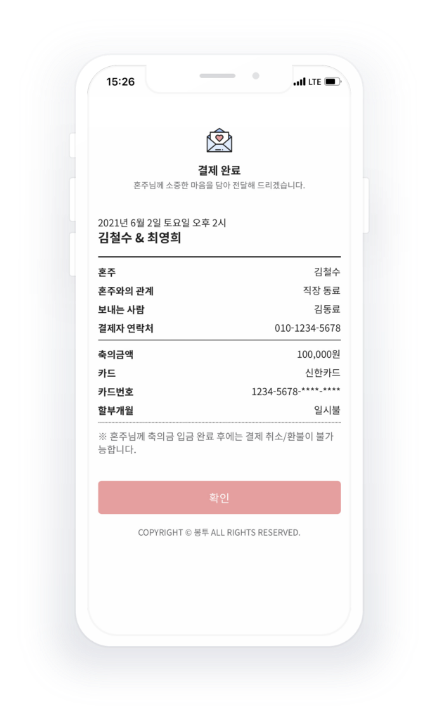 15:26
LTE
결제 완료
혼주님께 소중한 마음을 담아 전달해 드리겠습니다.
2021년 6월 2일 토요일 오후 2시
김철수 & 최영희
혼주 김철수
혼주와의 관계 직장 동료
보내는 사람 김동료
결제자 연락처 010-1234-5678
축의금액 100,000원
카드 신한카드
카드번호 1234-5678-****-****
할부개월 일시불
※ 혼주님께 축의금 입금 완료 후에는 결제 취소/환불이 불가
능합니다.
확인
COPYRIGHT © 봉투 ALL RIGHTS RESERVED.